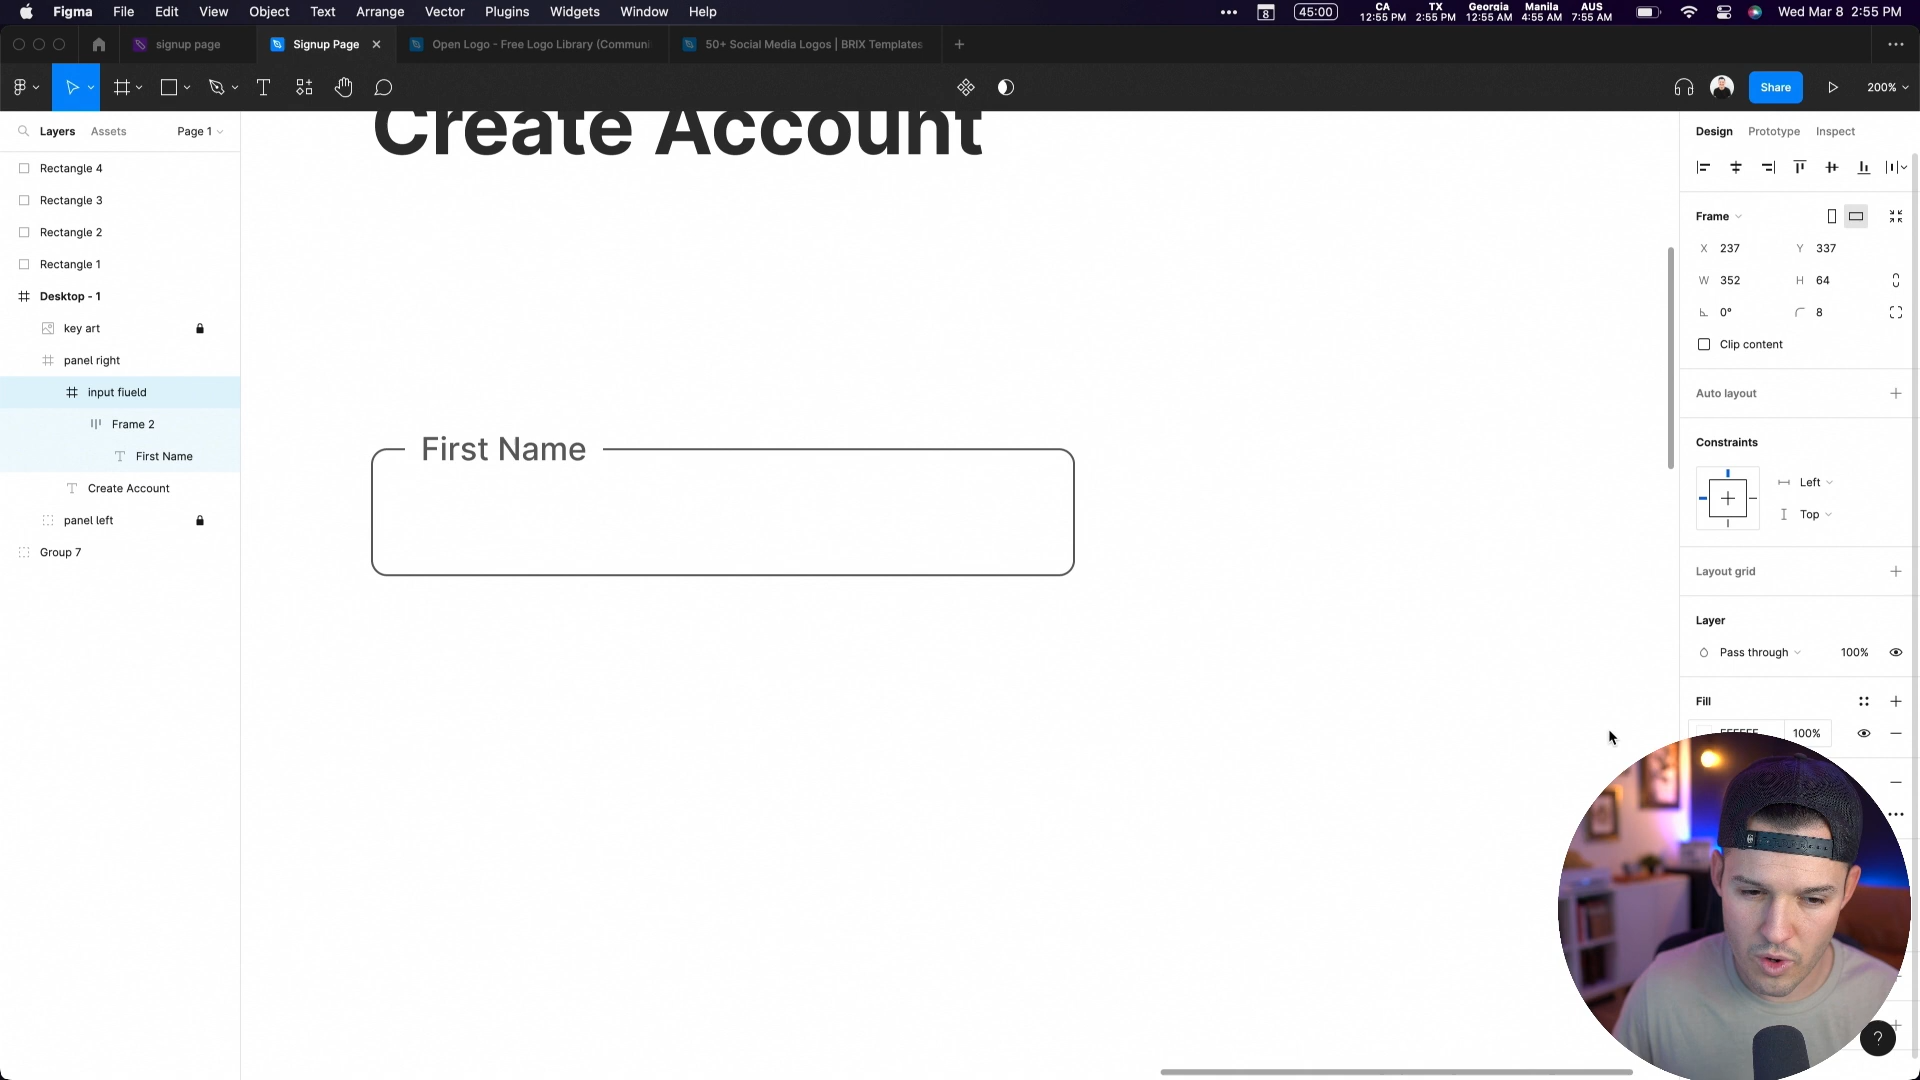 Figma File Edit View Object Text Arrange Vector Plugins Widgets Window Help
8 45:00 CA 12:55 PM TX 2:55 PM Georgia 12:55 AM Manila 4:55 AM AUS 7:55 AM Wed Mar 8 2:55 PM
signup page
Signup Page
Open Logo - Free Logo Library (Commun
50+ Social Media Logos | BRIX Templates
Share
200%
Layers Assets Page 1
Rectangle 4
Rectangle 3
Rectangle 2
Rectangle 1
Desktop - 1
key art
panel right
input fiueld
Frame 2
First Name
Create Account
panel left
Group 7
Create Account
First Name
Design Prototype Inspect
Frame
X 237 Y 337
W 352 H 64
0° 8
Clip content
Auto layout
Constraints
Left
Top
Layout grid
Layer
Pass through 100%
Fill
FFFFFF 100%
?